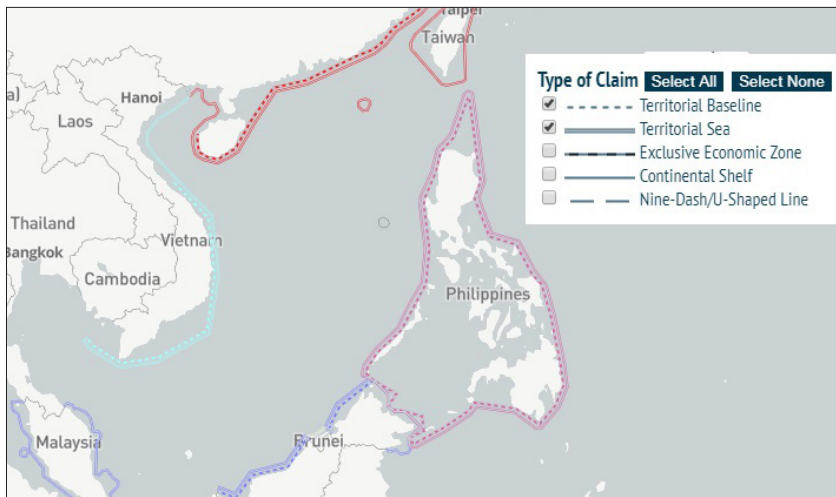 Taipei
Taiwan
Hanoi
Laos
Thailand
Bangkok
Vietnam
Cambodia
Philippines
Malaysia
Brunei
Type of Claim Select All Select None
Territorial Baseline
Territorial Sea
Exclusive Economic Zone
Continental Shelf
Nine-Dash/U-Shaped Line